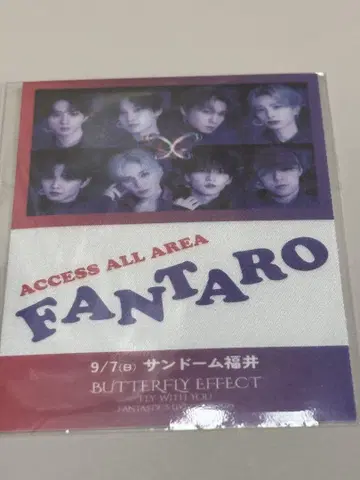 ACCESS ALL AREA
FANTARO
9/7(日) サンドーム福井
BUTTERFLY EFFECT
FLY WITH YOU
FANTASTICS